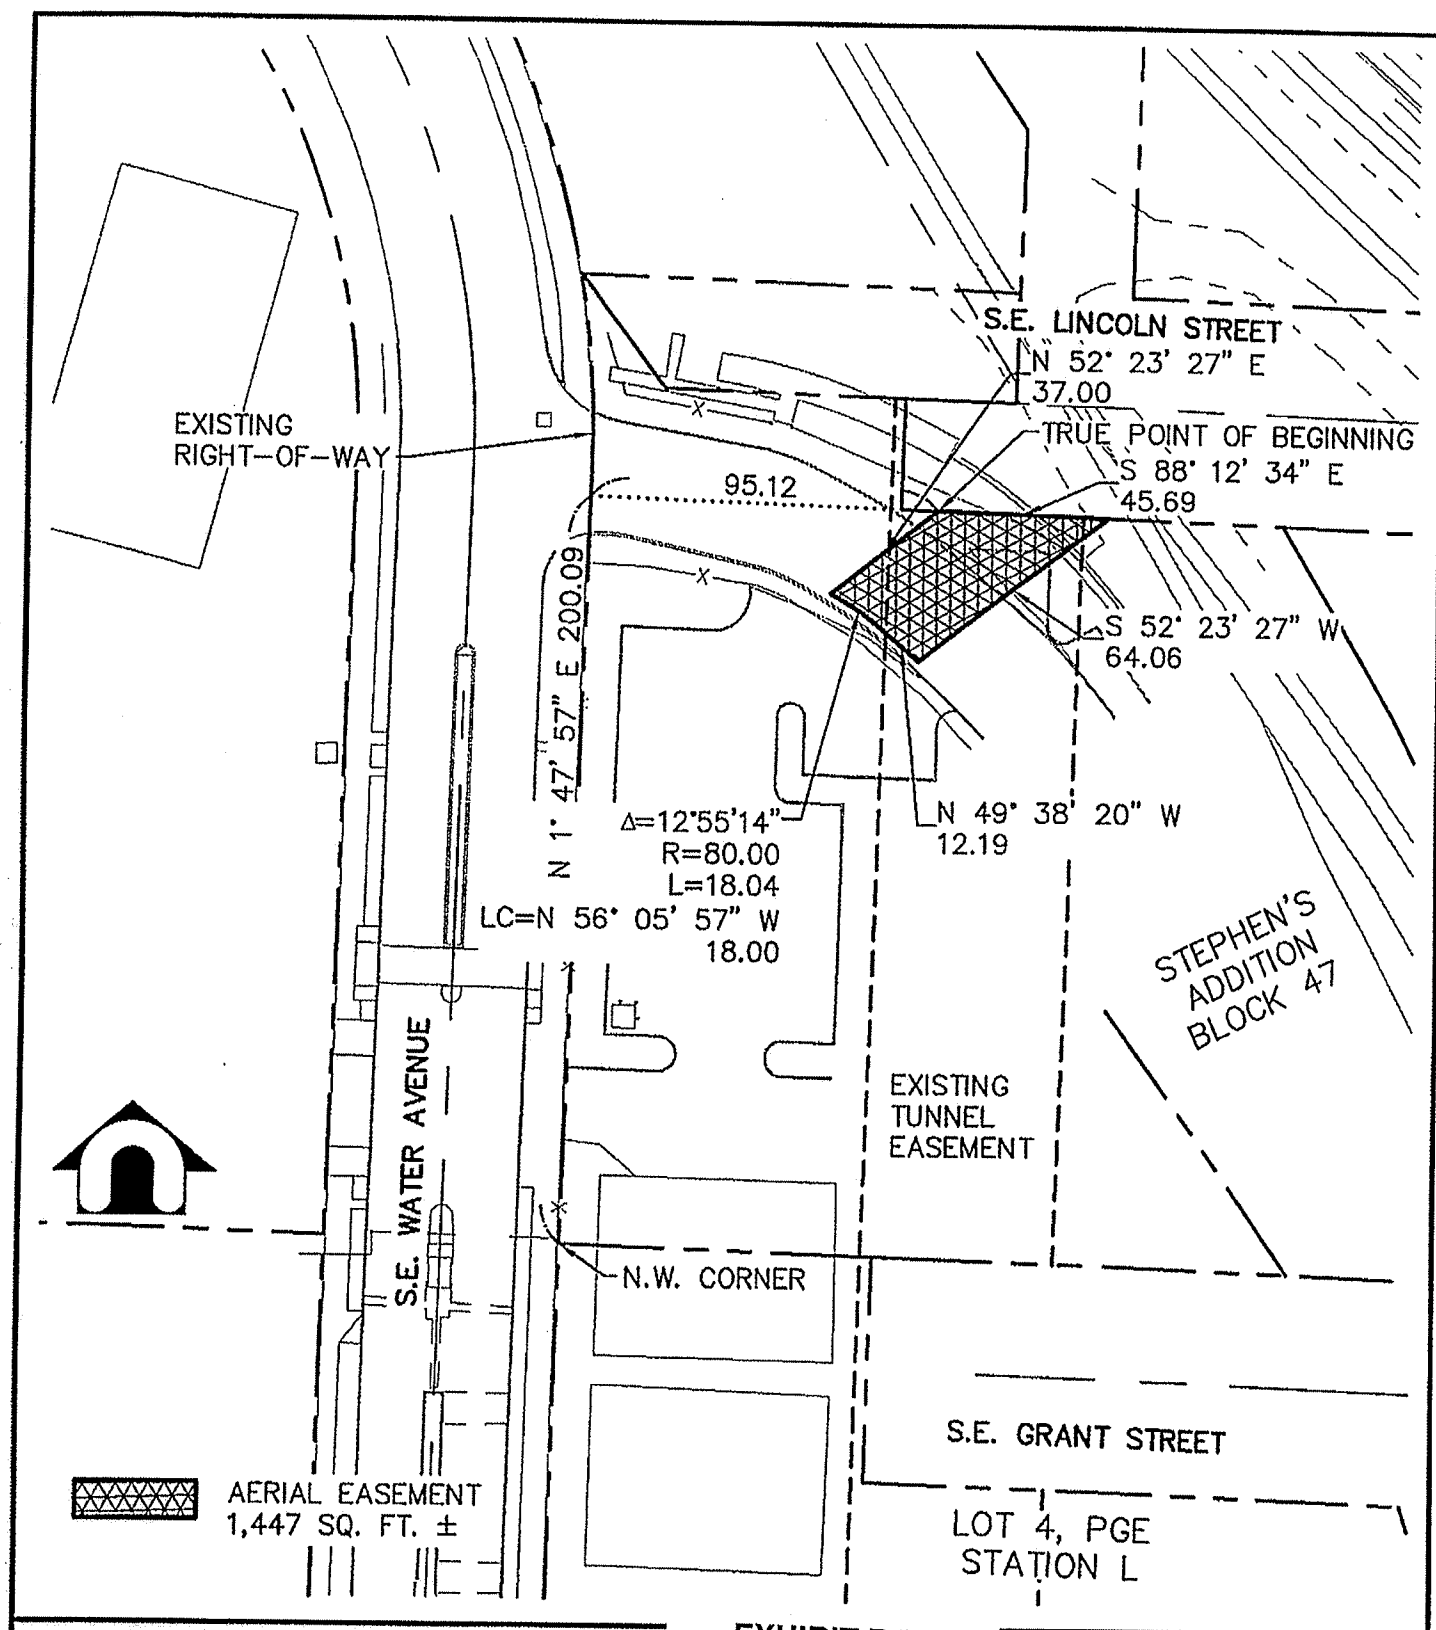 S.E. LINCOLN STREET
N 52° 23' 27" E
37.00
EXISTING
RIGHT-OF-WAY
TRUE POINT OF BEGINNING
S 88° 12' 34" E
45.69
95.12
N 1° 47' 57" E 200.09
S 52° 23' 27" W
64.06
Δ=12°55'14"
R=80.00
L=18.04
LC=N 56° 05' 57" W
18.00
N 49° 38' 20" W
12.19
STEPHEN'S
ADDITION
BLOCK 47
S.E. WATER AVENUE
EXISTING
TUNNEL
EASEMENT
N.W. CORNER
S.E. GRANT STREET
AERIAL EASEMENT
1,447 SQ. FT. ±
LOT 4, PGE
STATION L